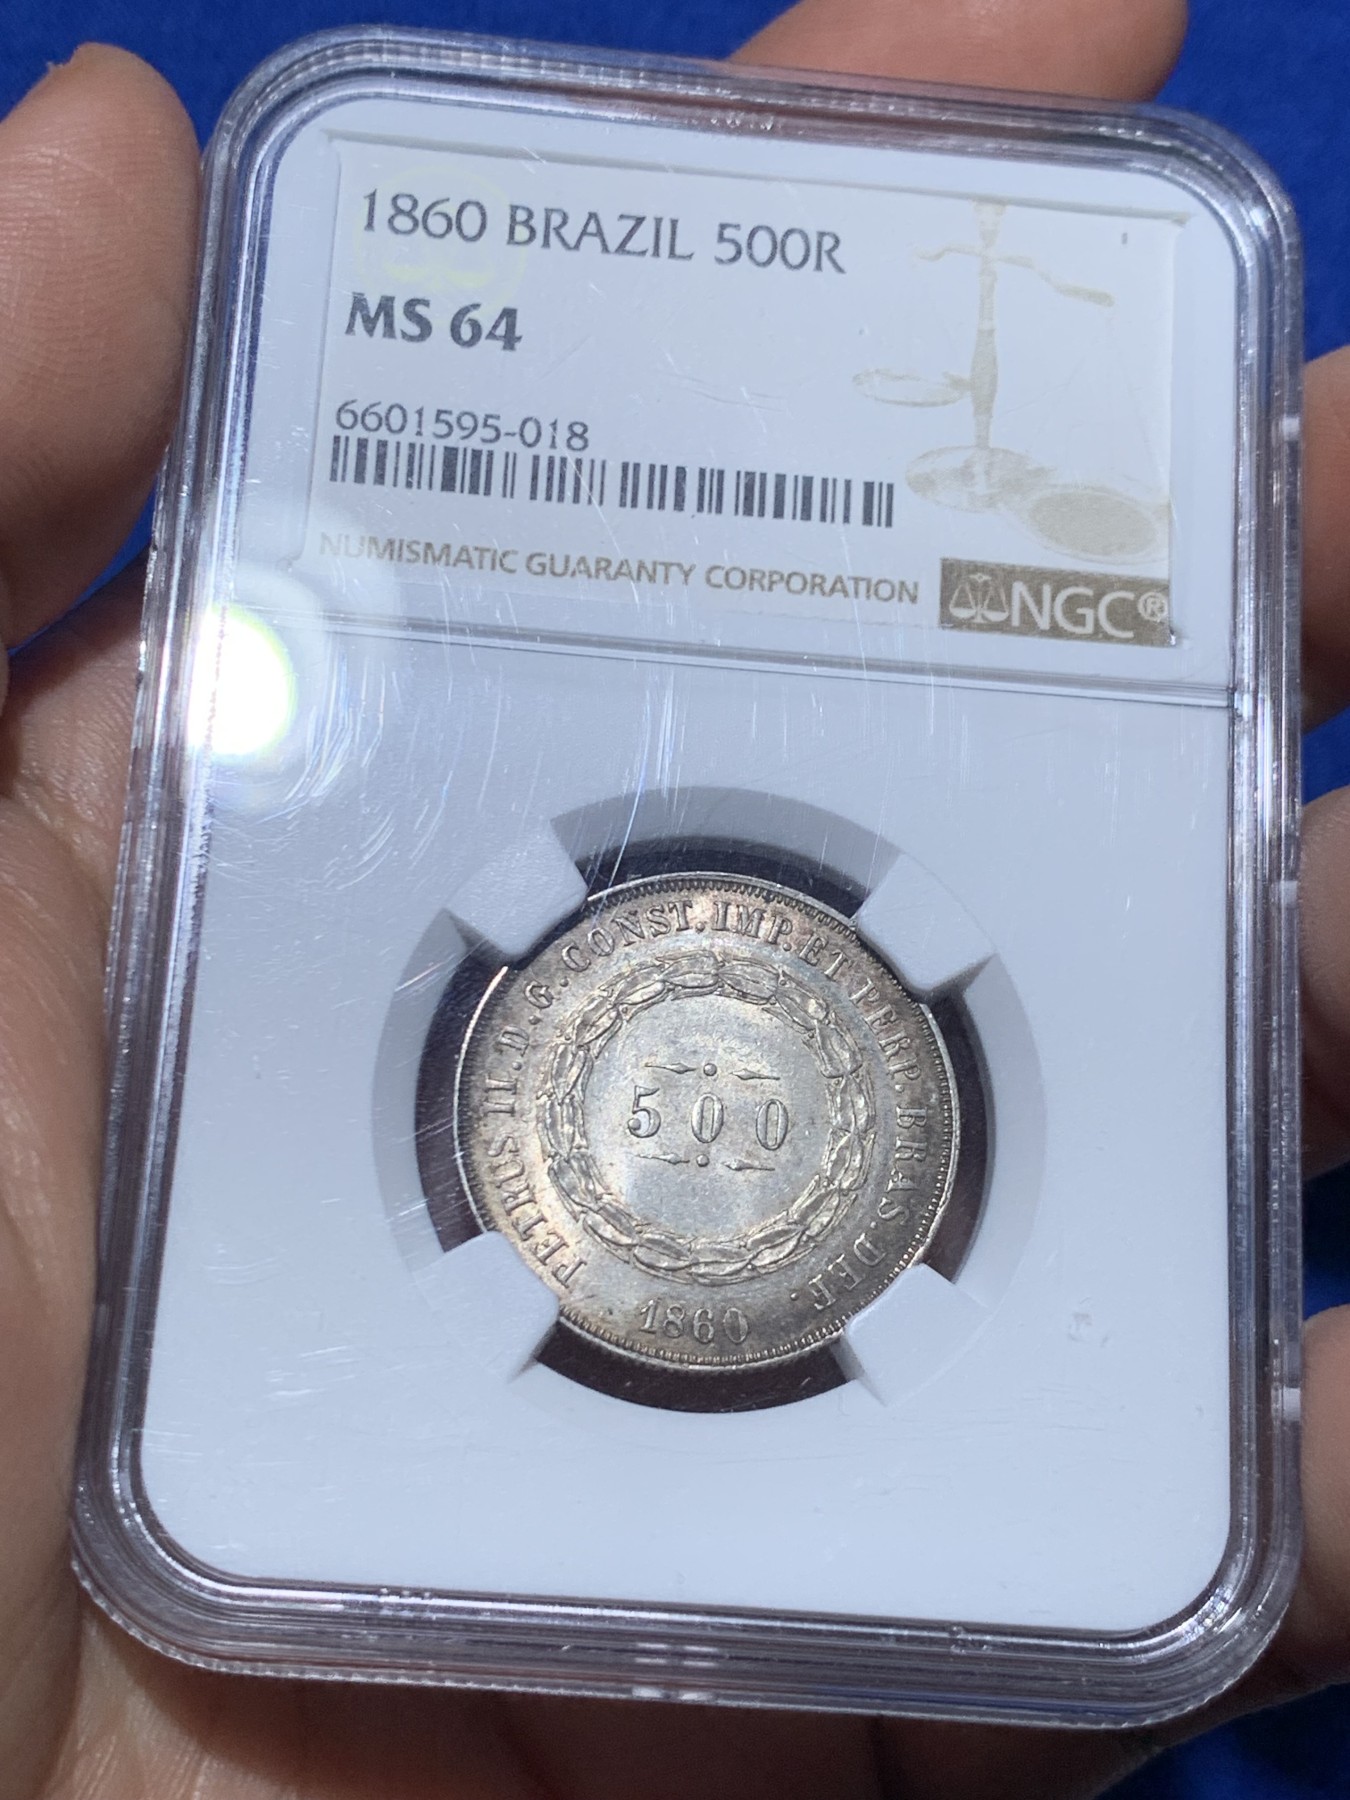 1860 BRAZIL 500R
MS 64
6601595-018
NUMISMATIC GUARANTY CORPORATION
NGC®
PETRUS II.D.G.CONST.IMP.ET PERP.BRAS.DEF.
500
1860